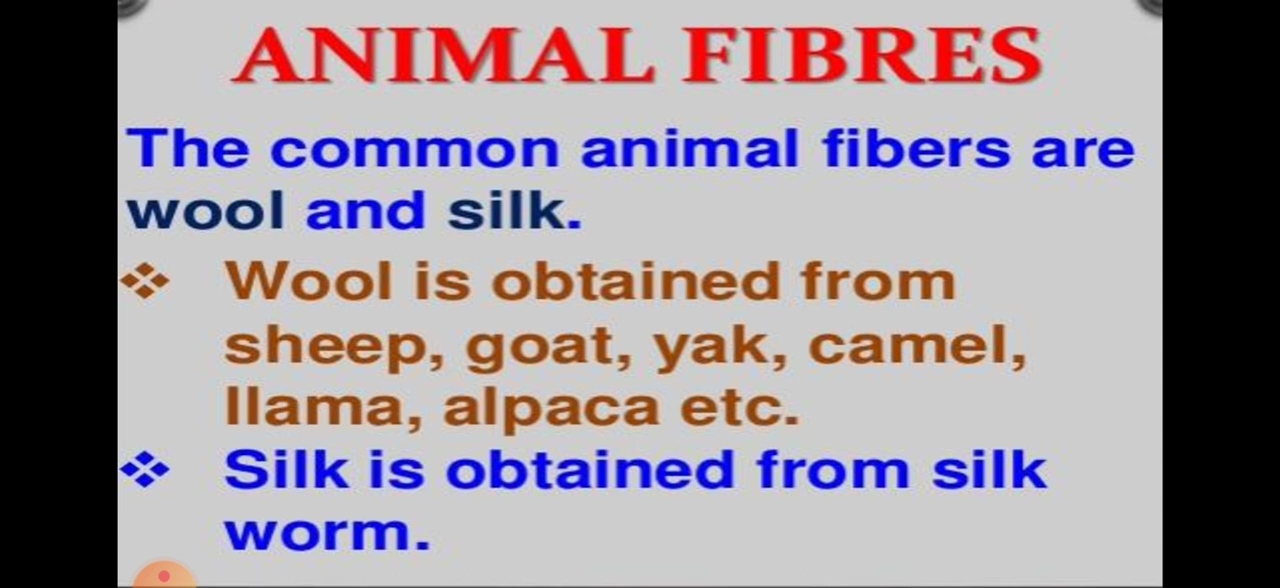 ANIMAL FIBRES
The common animal fibers are
wool and silk.
❖ Wool is obtained from
sheep, goat, yak, camel,
llama, alpaca etc.
❖ Silk is obtained from silk
worm.